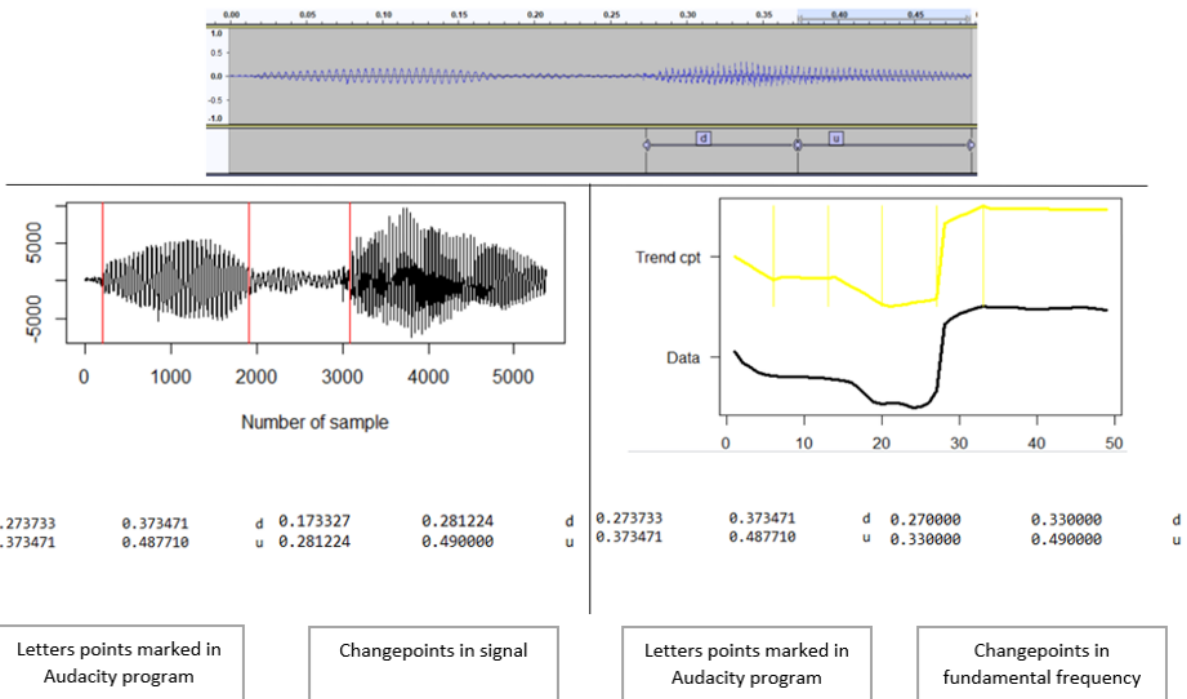 0.00 0.05 0.10 0.15 0.20 0.25 0.30 0.35 0.40 0.45
1.0
0.5
0.0
-0.5
-1.0
d u
5000
-5000
0 1000 2000 3000 4000 5000
Number of sample
Trend cpt
Data
0 10 20 30 40 50
.273733 0.373471 d 0.173327 0.281224 d
.373471 0.487710 u 0.281224 0.490000 u
0.273733 0.373471 d 0.270000 0.330000 d
0.373471 0.487710 u 0.330000 0.490000 u
Letters points marked in
Audacity program
Changepoints in signal
Letters points marked in
Audacity program
Changepoints in
fundamental frequency